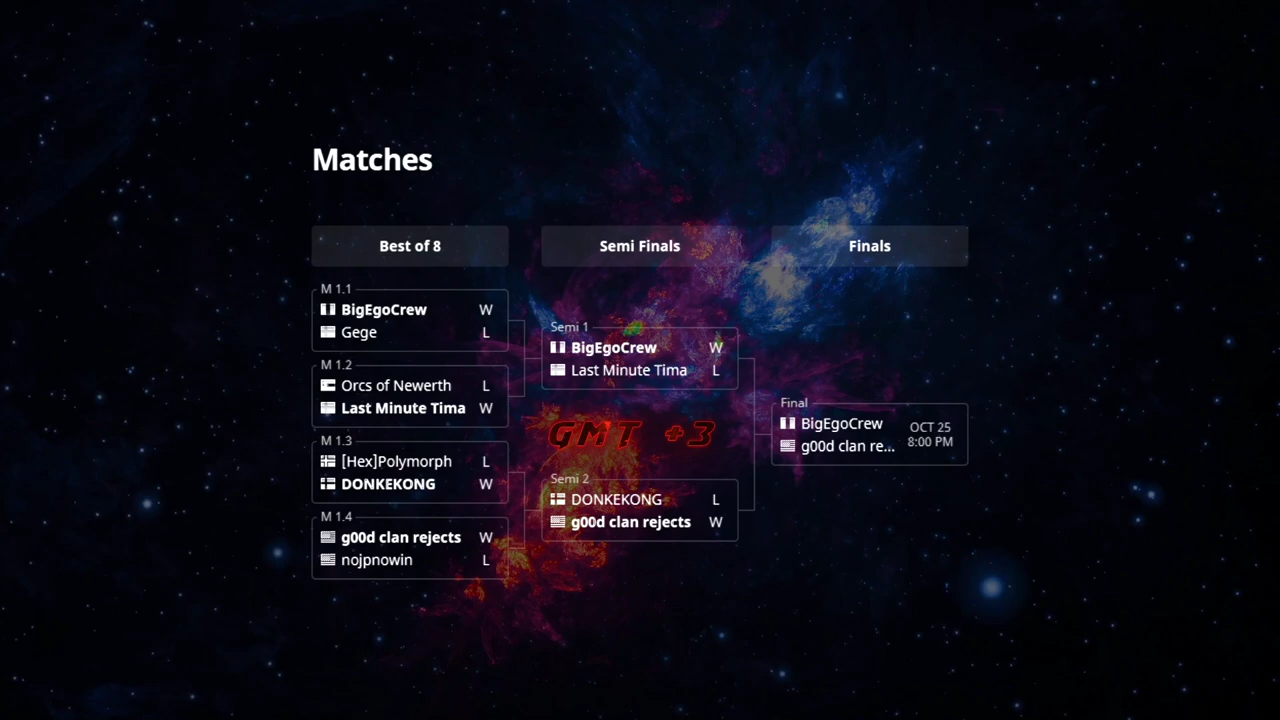 Matches
Best of 8
Semi Finals
Finals
M 1.1
BigEgoCrew W
Gege L
M 1.2
Orcs of Newerth L
Last Minute Tima W
M 1.3
[Hex]Polymorph L
DONKEKONG W
M 1.4
g00d clan rejects W
nojpnowin L
Semi 1
BigEgoCrew W
Last Minute Tima L
GMT +3
Semi 2
DONKEKONG L
g00d clan rejects W
Final
BigEgoCrew
g00d clan re...
OCT 25
8:00 PM